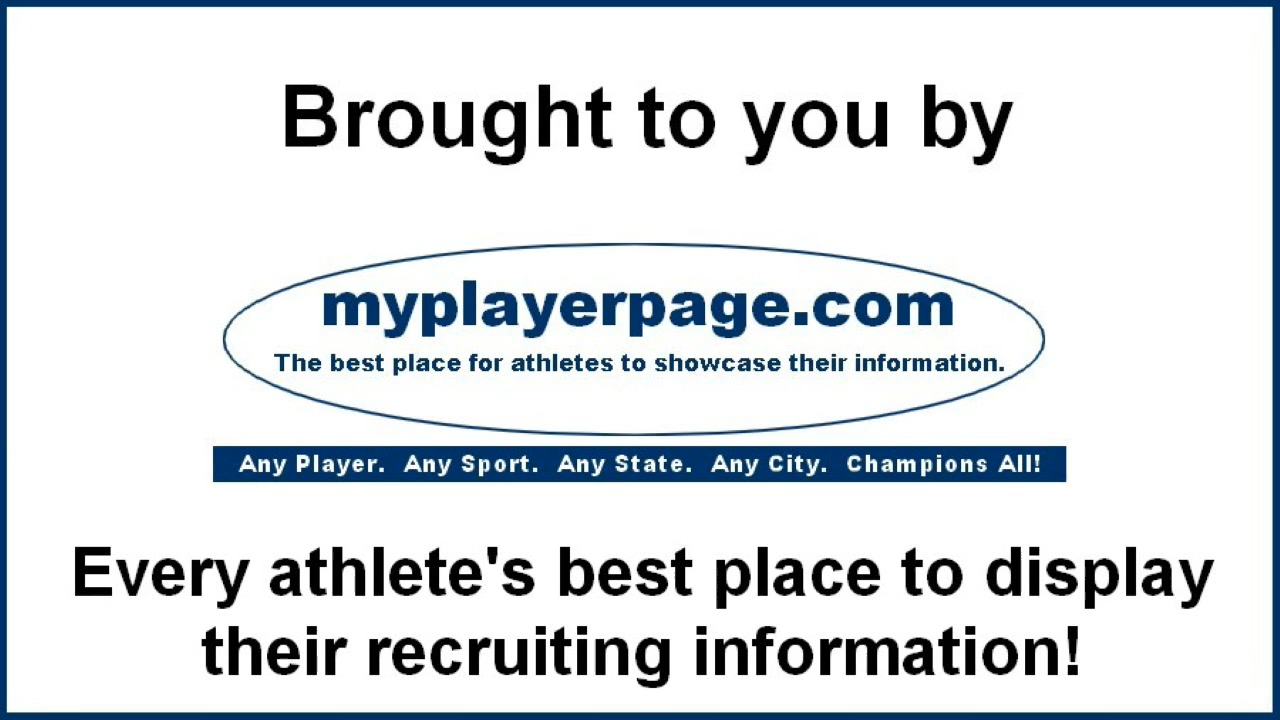 Brought to you by
myplayerpage.com
The best place for athletes to showcase their information.
Any Player. Any Sport. Any State. Any City. Champions All!
Every athlete's best place to display
their recruiting information!